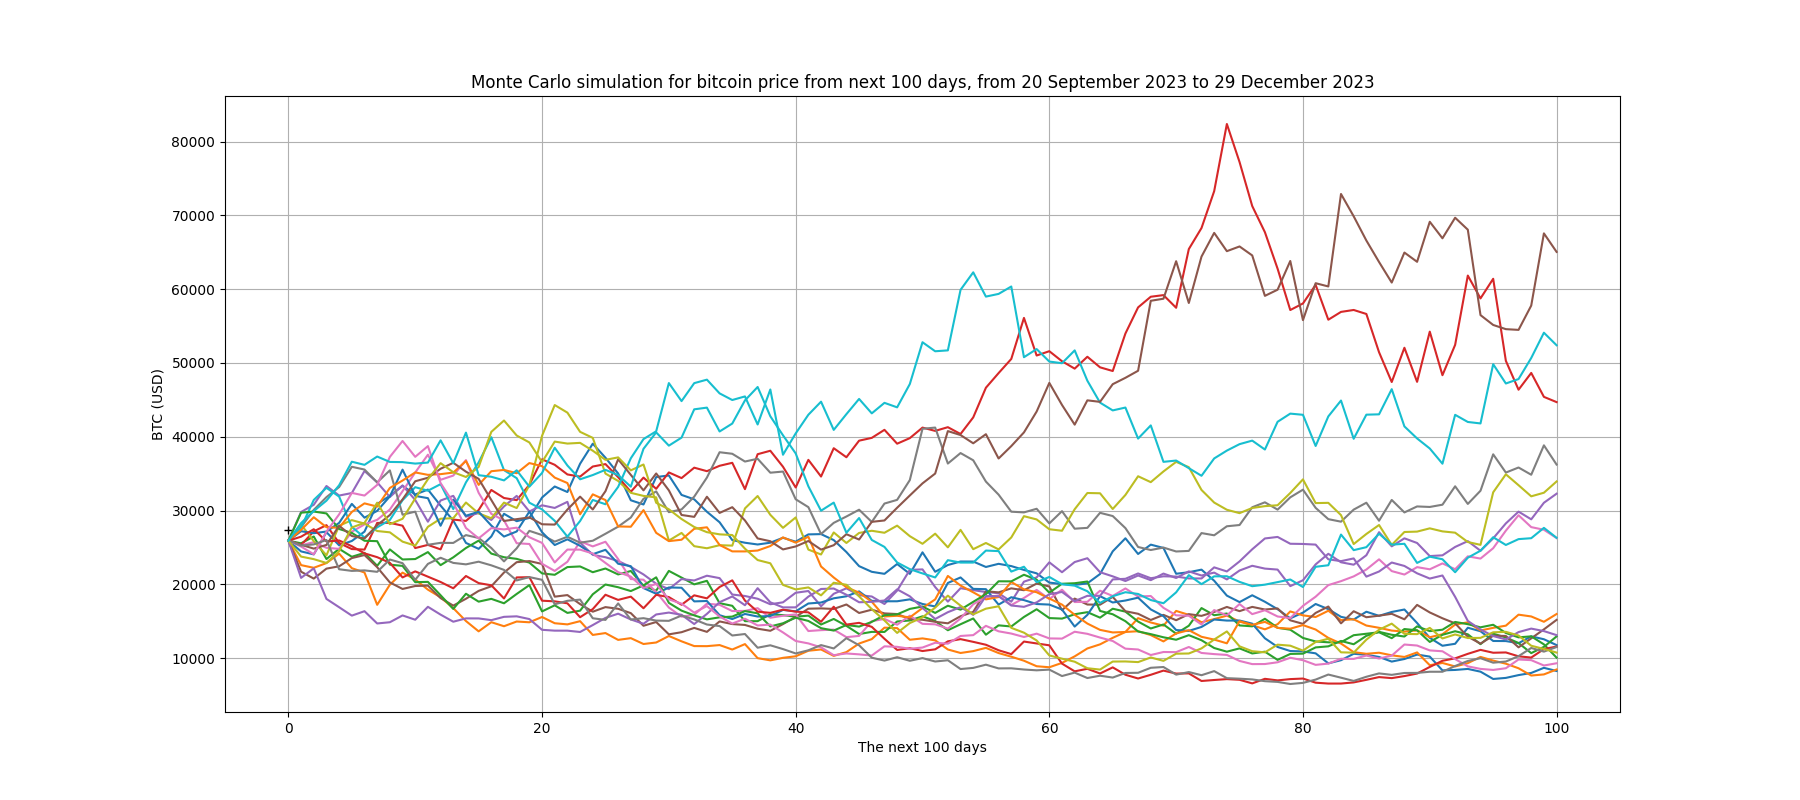 Monte Carlo simulation for bitcoin price from next 100 days, from 20 September 2023 to 29 December 2023
80000
70000
60000
50000
40000
30000
20000
10000
BTC (USD)
0 20 40 60 80 100
The next 100 days